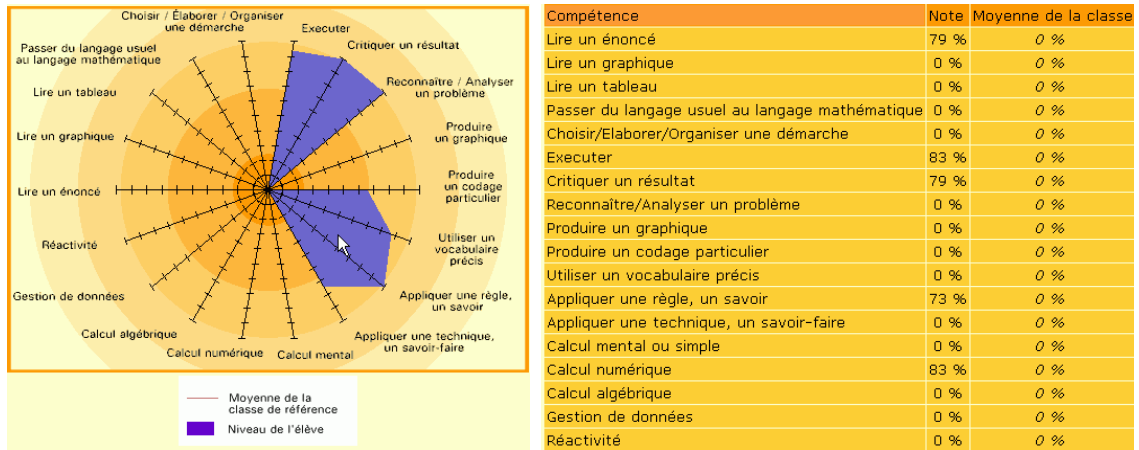 Choisir / Élaborer / Organiser
une démarche
Executer
Critiquer un résultat
Passer du langage usuel
au langage mathématique
Reconnaître / Analyser
un problème
Lire un tableau
Produire
un graphique
Lire un graphique
Produire
un codage
particulier
Lire un énoncé
Utiliser un
vocabulaire
précis
Réactivité
Appliquer une règle,
un savoir
Gestion de données
Appliquer une technique,
un savoir-faire
Calcul algébrique
Calcul numérique
Calcul mental
Moyenne de la
classe de référence
Niveau de l'élève
Compétence Note Moyenne de la classe
Lire un énoncé 79 % 0 %
Lire un graphique 0 % 0 %
Lire un tableau 0 % 0 %
Passer du langage usuel au langage mathématique 0 % 0 %
Choisir/Elaborer/Organiser une démarche 0 % 0 %
Executer 83 % 0 %
Critiquer un résultat 79 % 0 %
Reconnaître/Analyser un problème 0 % 0 %
Produire un graphique 0 % 0 %
Produire un codage particulier 0 % 0 %
Utiliser un vocabulaire précis 0 % 0 %
Appliquer une règle, un savoir 73 % 0 %
Appliquer une technique, un savoir-faire 0 % 0 %
Calcul mental ou simple 0 % 0 %
Calcul numérique 83 % 0 %
Calcul algébrique 0 % 0 %
Gestion de données 0 % 0 %
Réactivité 0 % 0 %